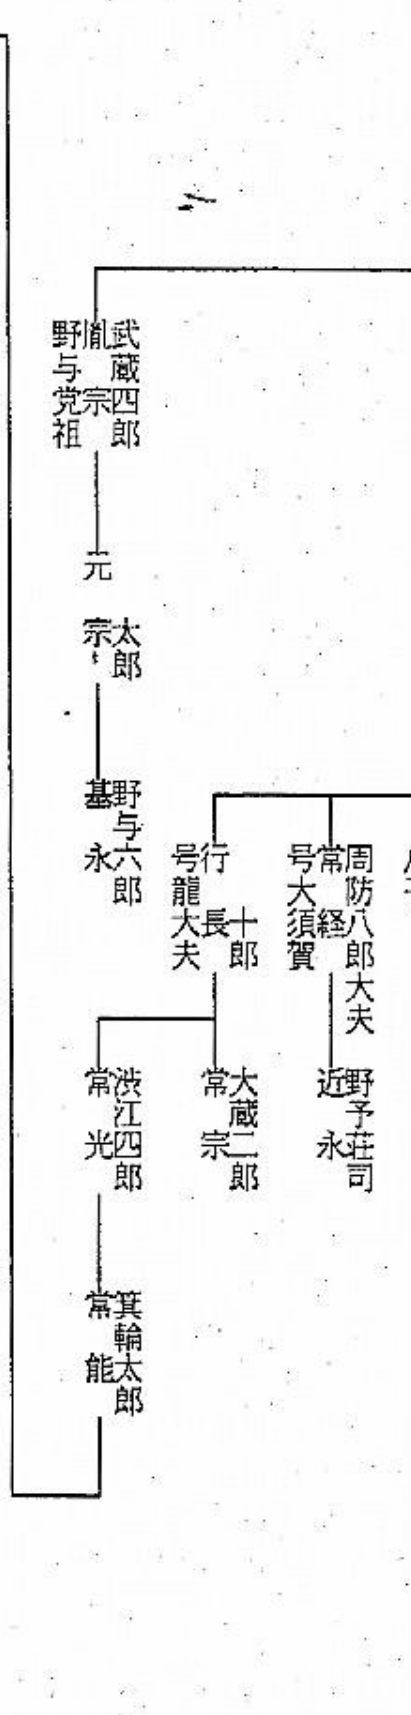 武蔵四郎
胤宗
野与党祖
太郎
元宗
野与六郎
基永
周防八郎大夫
常経
号大須賀
野予荘司
近永
十郎
行長
号龍大夫
大蔵二郎
常宗
渋江四郎
常光
箕輪太郎
常能